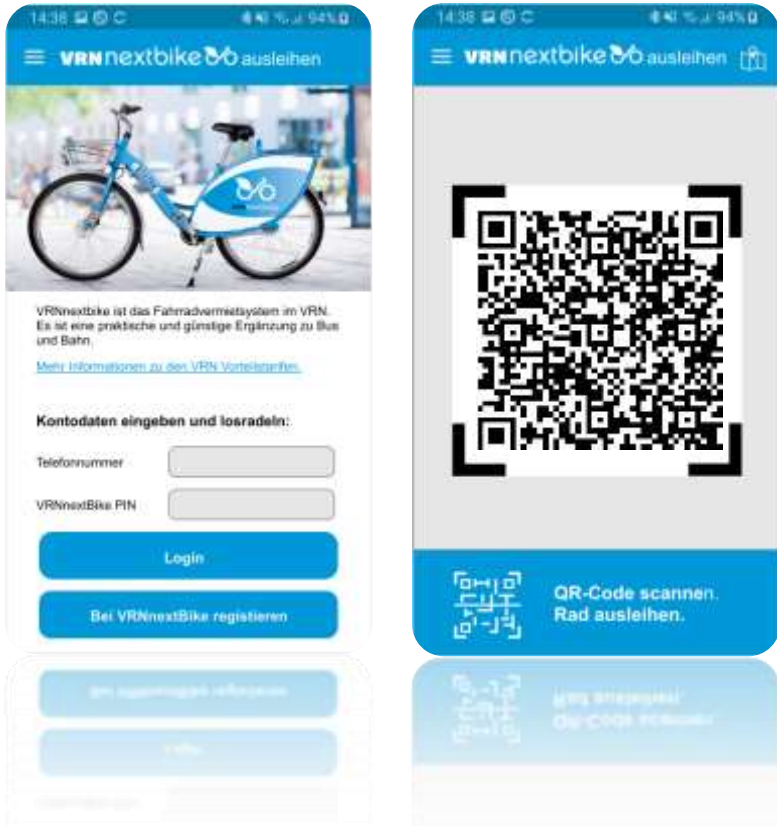 14:38
94%
VRNnextbike ausleihen
VRNnextbike ist das Fahrradvermietsystem im VRN.
Es ist eine praktische und günstige Ergänzung zu Bus
und Bahn.
Mehr Informationen zu den VRN Vorteilstarifen.
Kontodaten eingeben und losradeln:
Telefonnummer
VRNnextBike PIN
Login
Bei VRNnextBike registieren
14:38
94%
VRNnextbike ausleihen
QR-Code scannen.
Rad ausleihen.